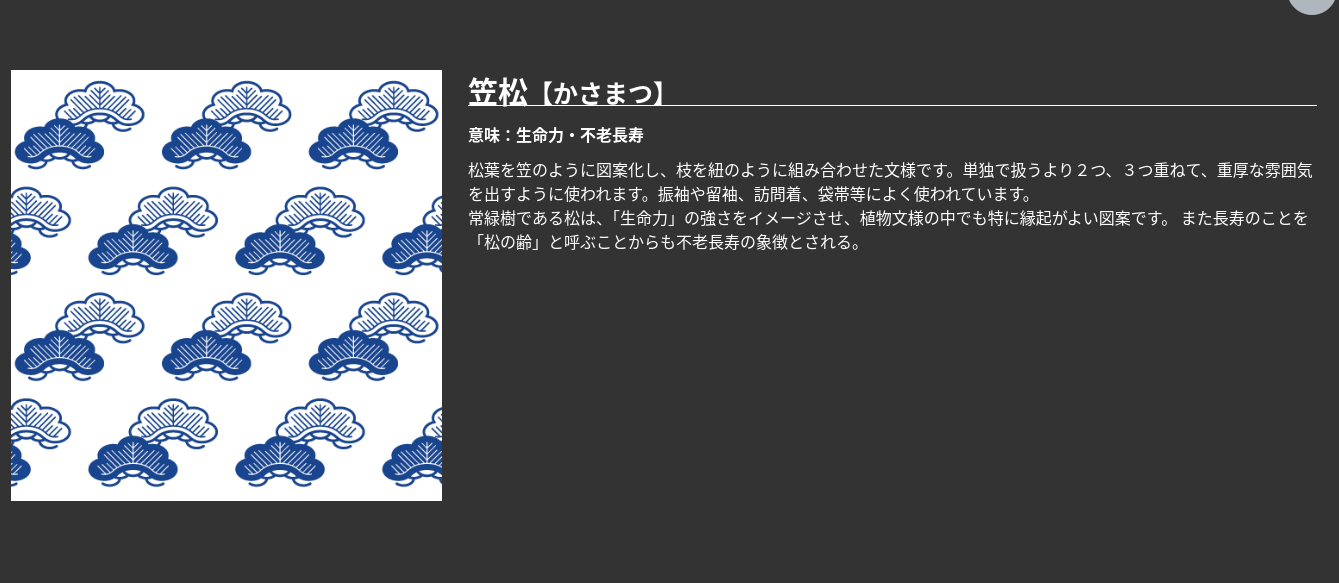 笠松【かさまつ】
意味：生命力・不老長寿
松葉を笠のように図案化し、枝を紐のように組み合わせた文様です。単独で扱うより２つ、３つ重ねて、重厚な雰囲気
を出すように使われます。振袖や留袖、訪問着、袋帯等によく使われています。
常緑樹である松は、「生命力」の強さをイメージさせ、植物文様の中でも特に縁起がよい図案です。 また長寿のことを
「松の齢」と呼ぶことからも不老長寿の象徴とされる。